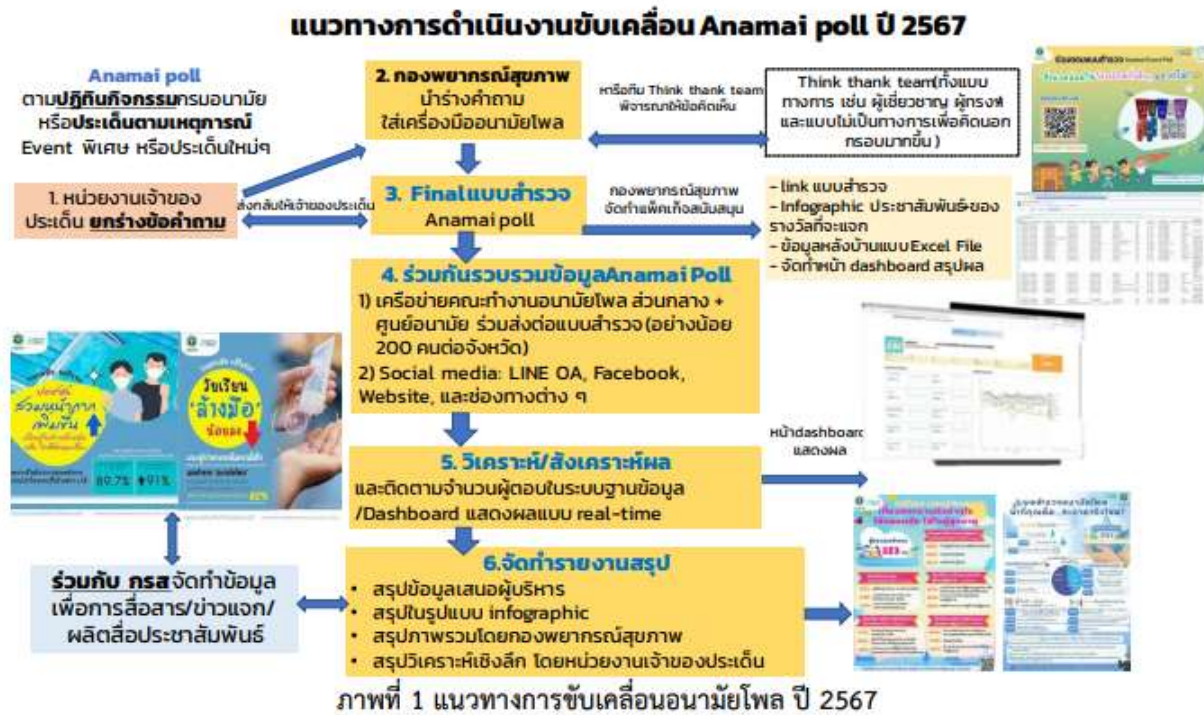 แนวทางการดำเนินงานขับเคลื่อน Anamai poll ปี 2567
Anamai poll
ตามปฏิทินกิจกรรมกรมอนามัย
หรือประเด็นตามเหตุการณ์
Event พิเศษ หรือประเด็นใหม่ๆ
2. กองพยากรณ์สุขภาพ
นำร่างคำถาม
ใส่เครื่องมืออนามัยโพล
หารือทีม Think thank team
พิจารณาให้ข้อคิดเห็น
Think thank team(ทั้งแบบ
ทางการ เช่น ผู้เชี่ยวชาญ ผู้ทรงฯ
และแบบไม่เป็นทางการเพื่อคิดนอก
กรอบมากขึ้น )
1. หน่วยงานเจ้าของ
ประเด็น ยกร่างข้อคำถาม
ส่งกลับให้เจ้าของประเด็น
3. Final แบบสำรวจ
Anamai poll
กองพยากรณ์สุขภาพ
จัดทำแพ็คเก็จสนับสนุน
- link แบบสำรวจ
- Infographic ประชาสัมพันธ์+ของ
รางวัลที่จะแจก
- ข้อมูลหลังบ้านแบบ Excel File
- จัดทำหน้า dashboard สรุปผล
4. ร่วมกันรวบรวมข้อมูลAnamai Poll
1) เครือข่ายคณะทำงานอนามัยโพล ส่วนกลาง +
ศูนย์อนามัย ร่วมส่งต่อแบบสำรวจ (อย่างน้อย
200 คนต่อจังหวัด)
2) Social media: LINE OA, Facebook,
Website, และช่องทางต่าง ๆ
สวมหน้ากาก
เพิ่มขึ้น
89.7%
91%
วัยเรียน
'ล้างมือ'
น้อยลง
หน้าdashboard
แสดงผล
5. วิเคราะห์/สังเคราะห์ผล
และติดตามจำนวนผู้ตอบในระบบฐานข้อมูล
/Dashboard แสดงผลแบบ real-time
ร่วมกับ กรส จัดทำข้อมูล
เพื่อการสื่อสาร/ข่าวแจก/
ผลิตสื่อประชาสัมพันธ์
6.จัดทำรายงานสรุป
• สรุปข้อมูลเสนอผู้บริหาร
• สรุปในรูปแบบ infographic
• สรุปภาพรวมโดยกองพยากรณ์สุขภาพ
• สรุปวิเคราะห์เชิงลึก โดยหน่วยงานเจ้าของประเด็น
ภาพที่ 1 แนวทางการขับเคลื่อนอนามัยโพล ปี 2567